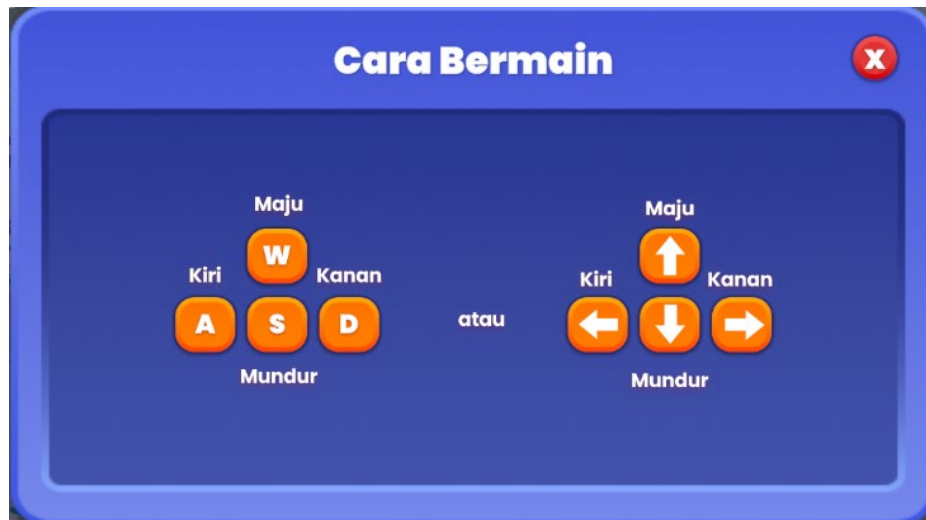 Cara Bermain
X
Maju
W
Kiri
Kanan
A S D
Mundur
atau
Maju
Kiri
Kanan
Mundur